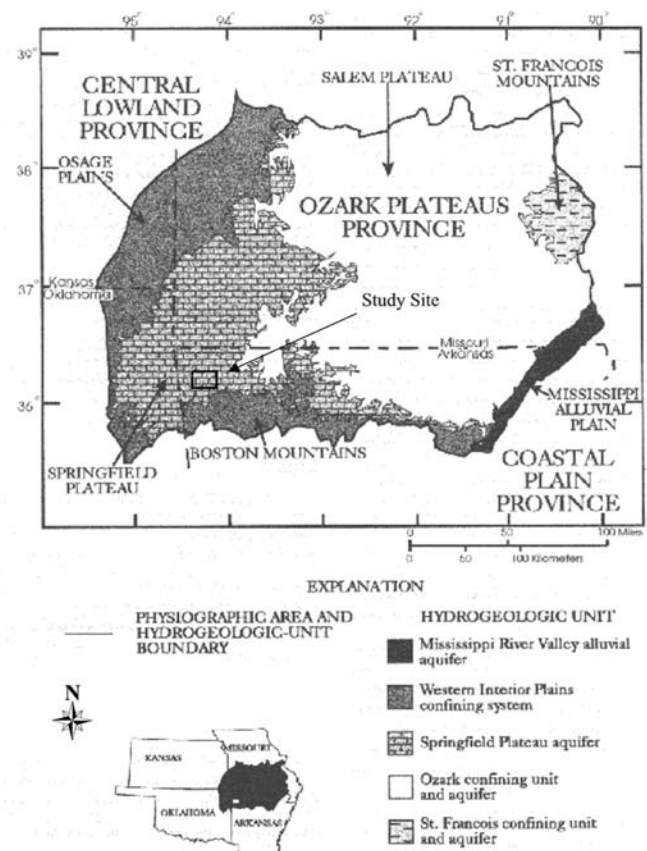 95°
94°
93°
92°
91°
90°
39°
CENTRAL
LOWLAND
PROVINCE
SALEM PLATEAU
ST. FRANCOIS
MOUNTAINS
38°
OSAGE
PLAINS
OZARK PLATEAUS
PROVINCE
37°
Kansas
Oklahoma
Study Site
Missouri
Arkansas
36°
MISSISSIPPI
ALLUVIAL
PLAIN
BOSTON MOUNTAINS
SPRINGFIELD
PLATEAU
COASTAL
PLAIN
PROVINCE
0 50 100 Miles
0 50 100 Kilometers
EXPLANATION
PHYSIOGRAPHIC AREA AND
HYDROGEOLOGIC-UNIT
BOUNDARY
HYDROGEOLOGIC UNIT
Mississippi River Valley alluvial
aquifer
Western Interior Plains
confining system
Springfield Plateau aquifer
Ozark confining unit
and aquifer
St. Francois confining unit
and aquifer
N
KANSAS
MISSOURI
OKLAHOMA
ARKANSAS